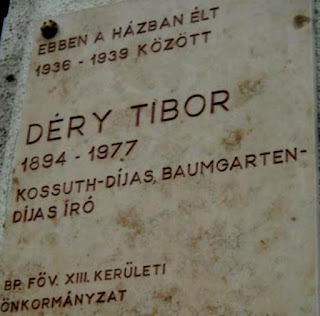 EBBEN A HÁZBAN ÉLT
1936 - 1939 KÖZÖTT
DÉRY TIBOR
1894 - 1977
KOSSUTH-DÍJAS, BAUMGARTEN-
DÍJAS ÍRÓ
BP. FŐV. XIII. KERÜLETI
ÖNKORMÁNYZAT